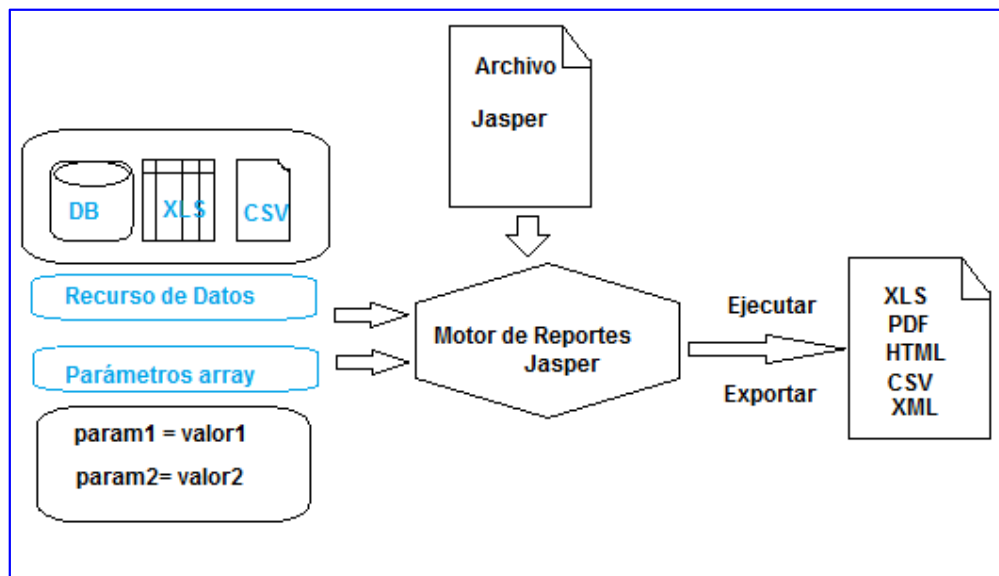 Archivo
Jasper
DB
XLS
CSV
Recurso de Datos
Parámetros array
param1 = valor1
param2= valor2
Motor de Reportes
Jasper
Ejecutar
Exportar
XLS
PDF
HTML
CSV
XML